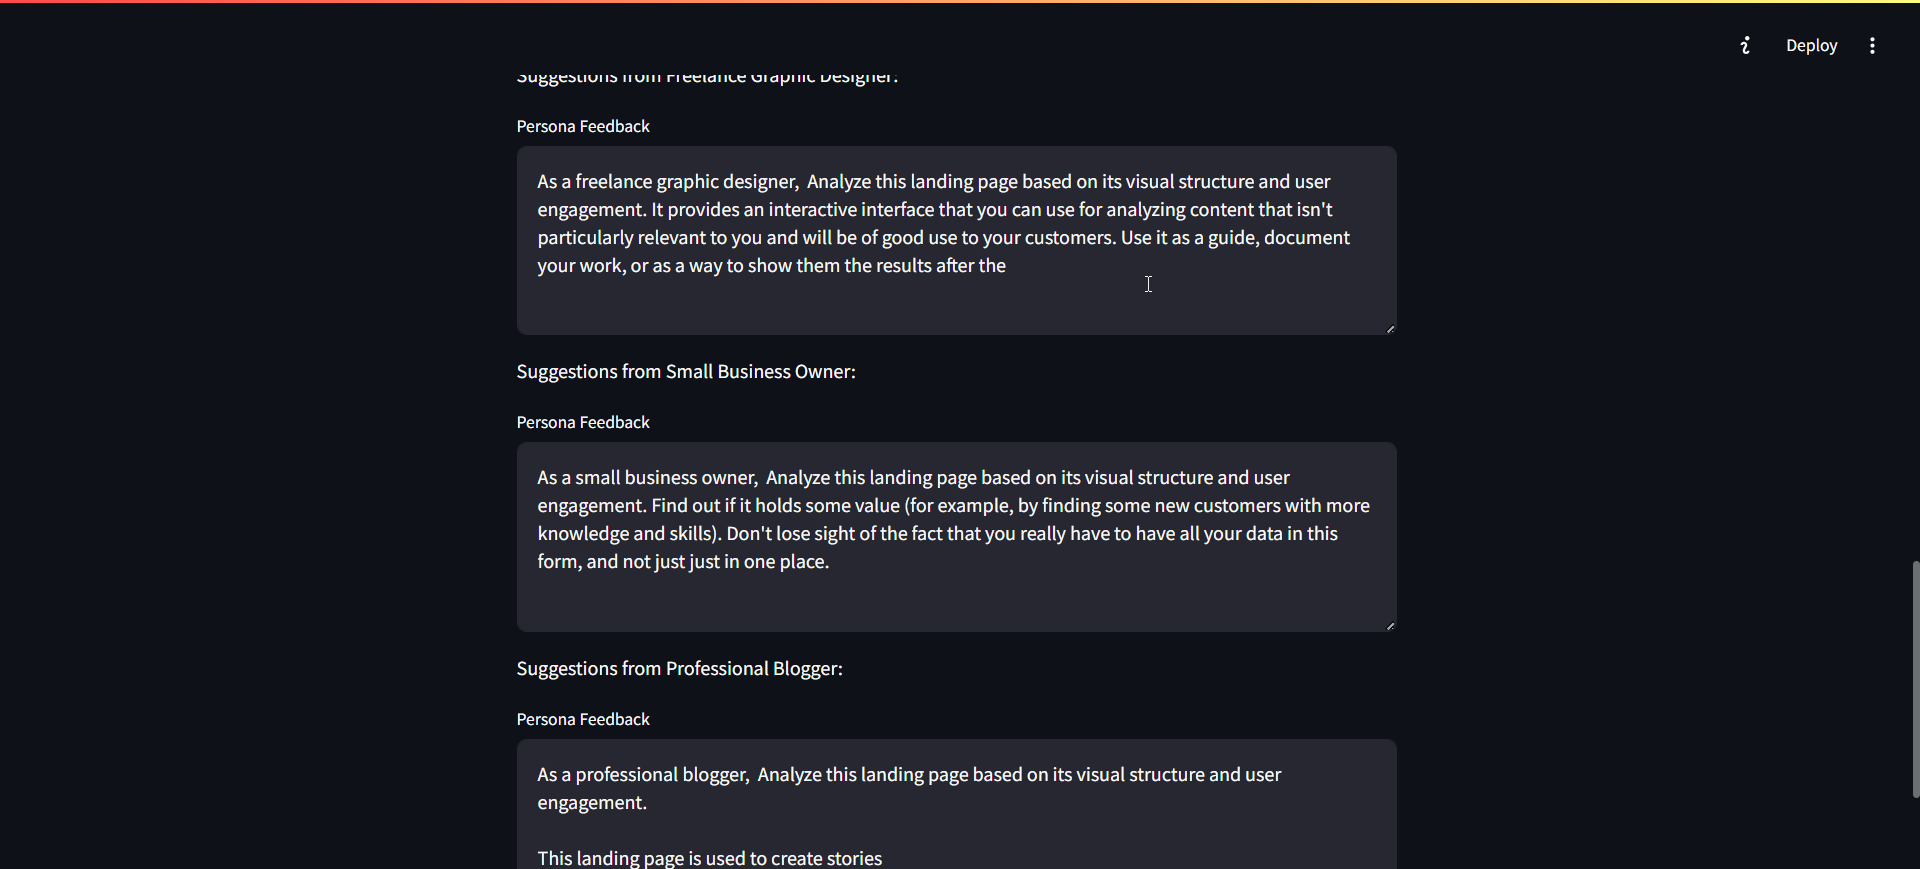 Deploy
Suggestions from Freelance Graphic Designer:
Persona Feedback
As a freelance graphic designer,  Analyze this landing page based on its visual structure and user
engagement. It provides an interactive interface that you can use for analyzing content that isn't
particularly relevant to you and will be of good use to your customers. Use it as a guide, document
your work, or as a way to show them the results after the
Suggestions from Small Business Owner:
Persona Feedback
As a small business owner,  Analyze this landing page based on its visual structure and user
engagement. Find out if it holds some value (for example, by finding some new customers with more
knowledge and skills). Don't lose sight of the fact that you really have to have all your data in this
form, and not just just in one place.
Suggestions from Professional Blogger:
Persona Feedback
As a professional blogger,  Analyze this landing page based on its visual structure and user
engagement.
This landing page is used to create stories